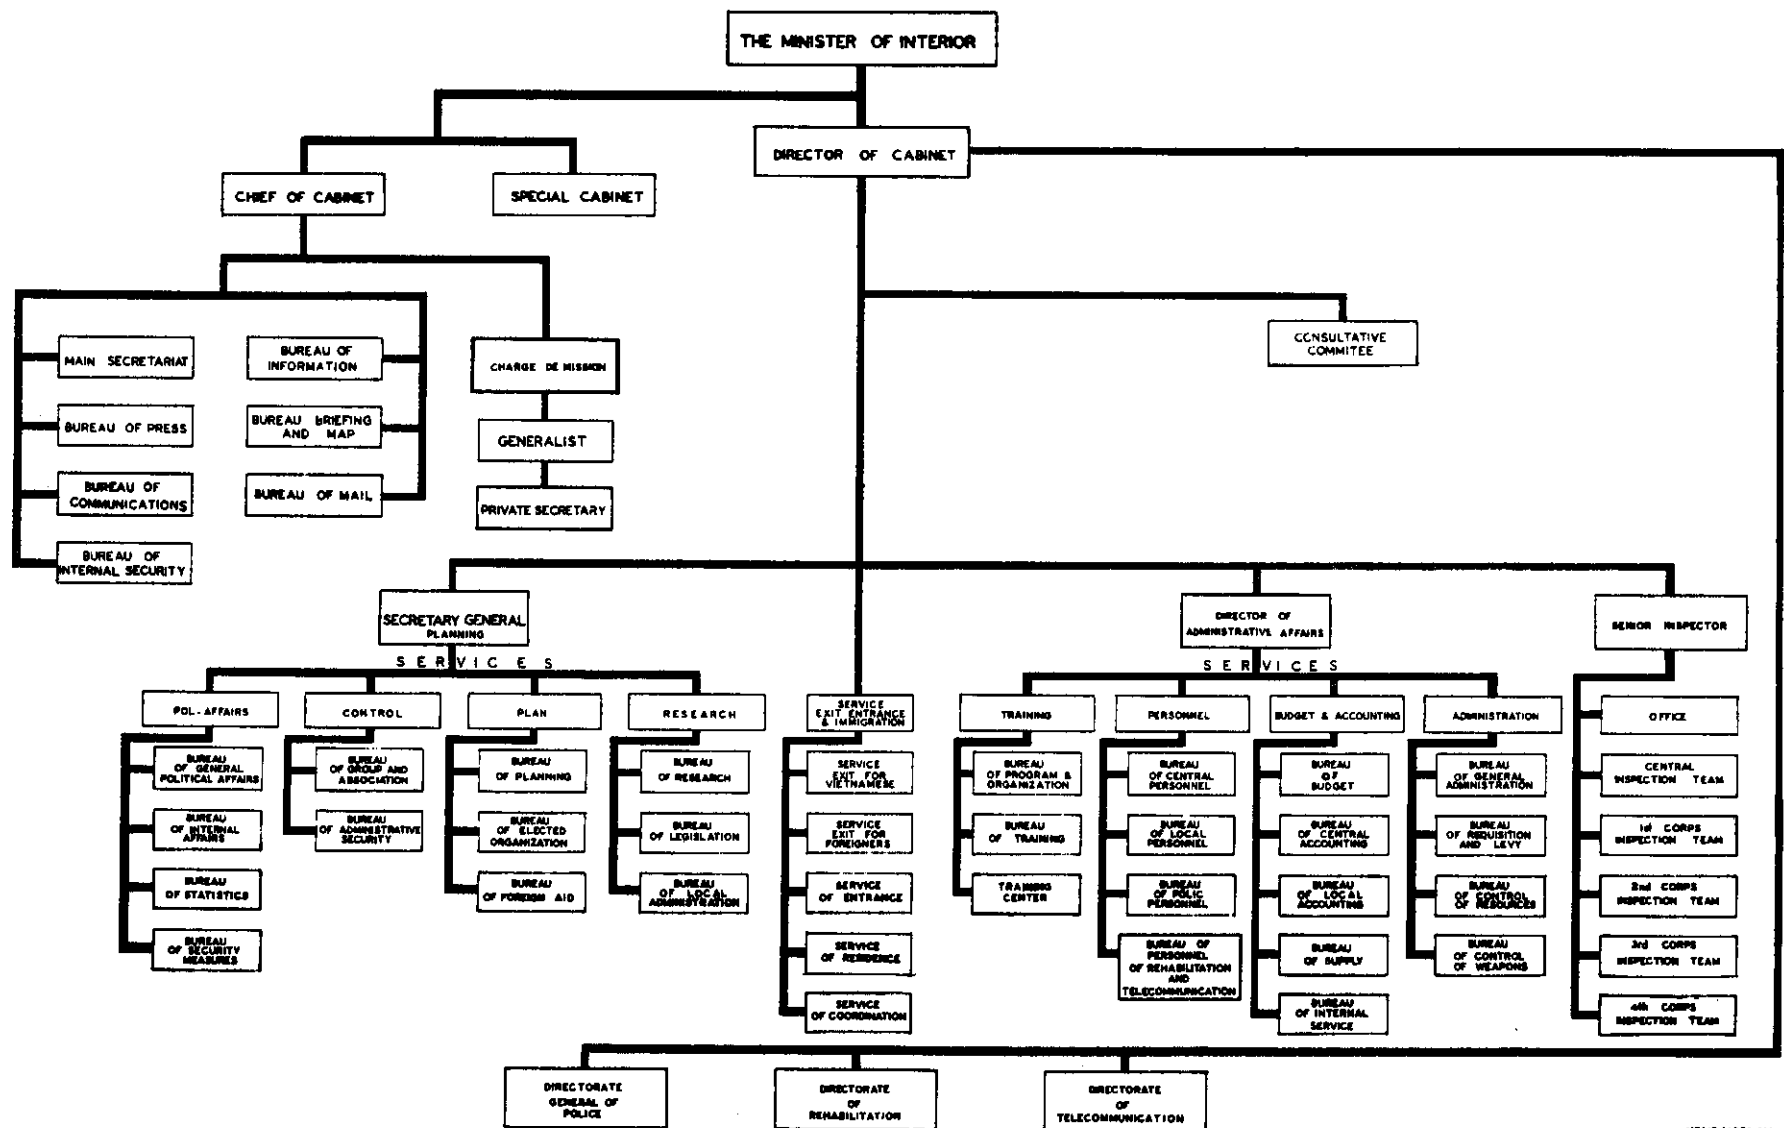 THE MINISTER OF INTERIOR
DIRECTOR OF CABINET
CHIEF OF CABINET
SPECIAL CABINET
CONSULTATIVE
COMMITEE
MAIN SECRETARIAT
BUREAU OF PRESS
BUREAU OF
COMMUNICATIONS
BUREAU OF
INTERNAL SECURITY
BUREAU OF
INFORMATION
BUREAU BRIEFING
AND MAP
BUREAU OF MAIL
CHARGE DE MISSION
GENERALIST
PRIVATE SECRETARY
SECRETARY GENERAL
PLANNING
SERVICES
POL-AFFAIRS
BUREAU
OF GENERAL
POLITICAL AFFAIRS
BUREAU
OF INTERNAL
AFFAIRS
BUREAU
OF STATISTICS
BUREAU
OF SECURITY
MEASURES
CONTROL
BUREAU
OF GROUP AND
ASSOCIATION
BUREAU
OF ADMINISTRATIVE
SECURITY
PLAN
BUREAU
OF PLANNING
BUREAU
OF ELECTED
ORGANIZATION
BUREAU
OF FOREIGN AID
RESEARCH
BUREAU
OF RESEARCH
BUREAU
OF LEGISLATION
BUREAU
OF LOCAL
ADMINISTRATION
SERVICE
EXIT ENTRANCE
& IMMIGRATION
SERVICE
EXIT FOR
VIETNAMESE
SERVICE
EXIT FOR
FOREIGNERS
SERVICE
OF ENTRANCE
SERVICE
OF RESIDENCE
SERVICE
OF COORDINATION
DIRECTOR OF
ADMINISTRATIVE AFFAIRS
SERVICES
TRAINING
BUREAU
OF PROGRAM &
ORGANIZATION
BUREAU
OF TRAINING
TRAINING
CENTER
PERSONNEL
BUREAU
OF CENTRAL
PERSONNEL
BUREAU
OF LOCAL
PERSONNEL
BUREAU
OF POLIC
PERSONNEL
BUREAU OF
PERSONNEL
OF REHABILITATION
AND
TELECOMMUNICATION
BUDGET & ACCOUNTING
BUREAU
OF
BUDGET
BUREAU
OF CENTRAL
ACCOUNTING
BUREAU
OF LOCAL
ACCOUNTING
BUREAU
OF SUPPLY
BUREAU
OF INTERNAL
SERVICE
ADMINISTRATION
BUREAU
OF GENERAL
ADMINISTRATION
BUREAU
OF REQUISITION
AND LEVY
BUREAU
OF CONTROL
OF RESOURCES
BUREAU
OF CONTROL
OF WEAPONS
SENIOR INSPECTOR
OFFICE
CENTRAL
INSPECTION TEAM
1st CORPS
INSPECTION TEAM
2nd CORPS
INSPECTION TEAM
3rd CORPS
INSPECTION TEAM
4th CORPS
INSPECTION TEAM
DIRECTORATE
GENERAL OF
POLICE
DIRECTORATE
OF
REHABILITATION
DIRECTORATE
OF
TELECOMMUNICATION